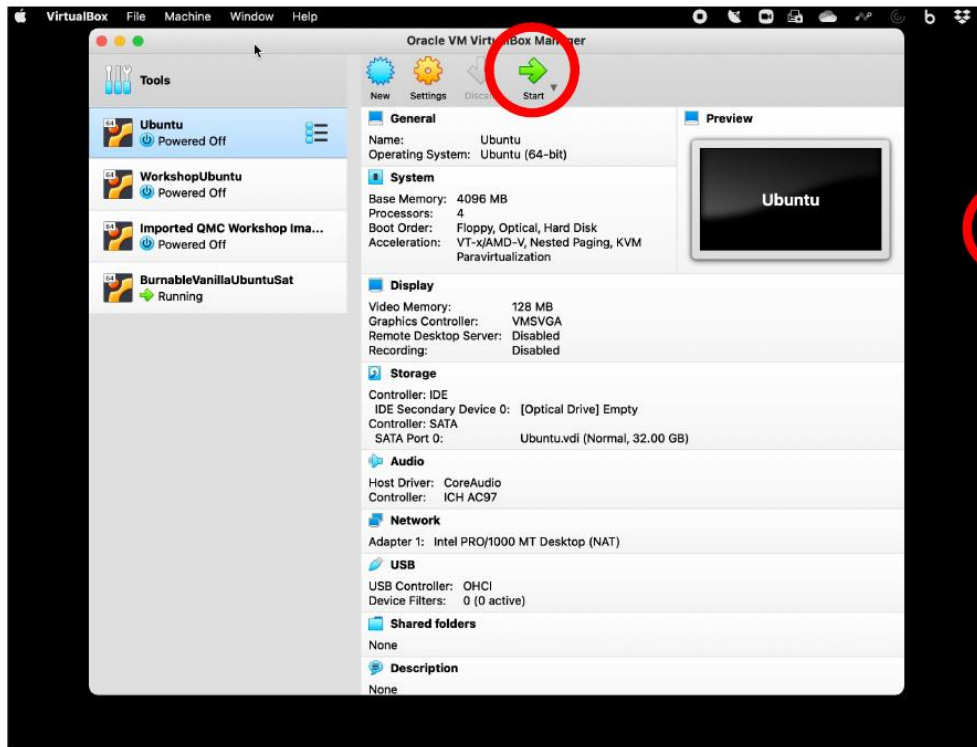 VirtualBox File Machine Window Help
Oracle VM VirtualBox Manager
Tools
New Settings Discard Start
Ubuntu
Powered Off
WorkshopUbuntu
Powered Off
Imported QMC Workshop Ima...
Powered Off
BurnableVanillaUbuntuSat
Running
General
Name: Ubuntu
Operating System: Ubuntu (64-bit)
System
Base Memory: 4096 MB
Processors: 4
Boot Order: Floppy, Optical, Hard Disk
Acceleration: VT-x/AMD-V, Nested Paging, KVM
Paravirtualization
Preview
Ubuntu
Display
Video Memory: 128 MB
Graphics Controller: VMSVGA
Remote Desktop Server: Disabled
Recording: Disabled
Storage
Controller: IDE
IDE Secondary Device 0: [Optical Drive] Empty
Controller: SATA
SATA Port 0: Ubuntu.vdi (Normal, 32.00 GB)
Audio
Host Driver: CoreAudio
Controller: ICH AC97
Network
Adapter 1: Intel PRO/1000 MT Desktop (NAT)
USB
USB Controller: OHCI
Device Filters: 0 (0 active)
Shared folders
None
Description
None